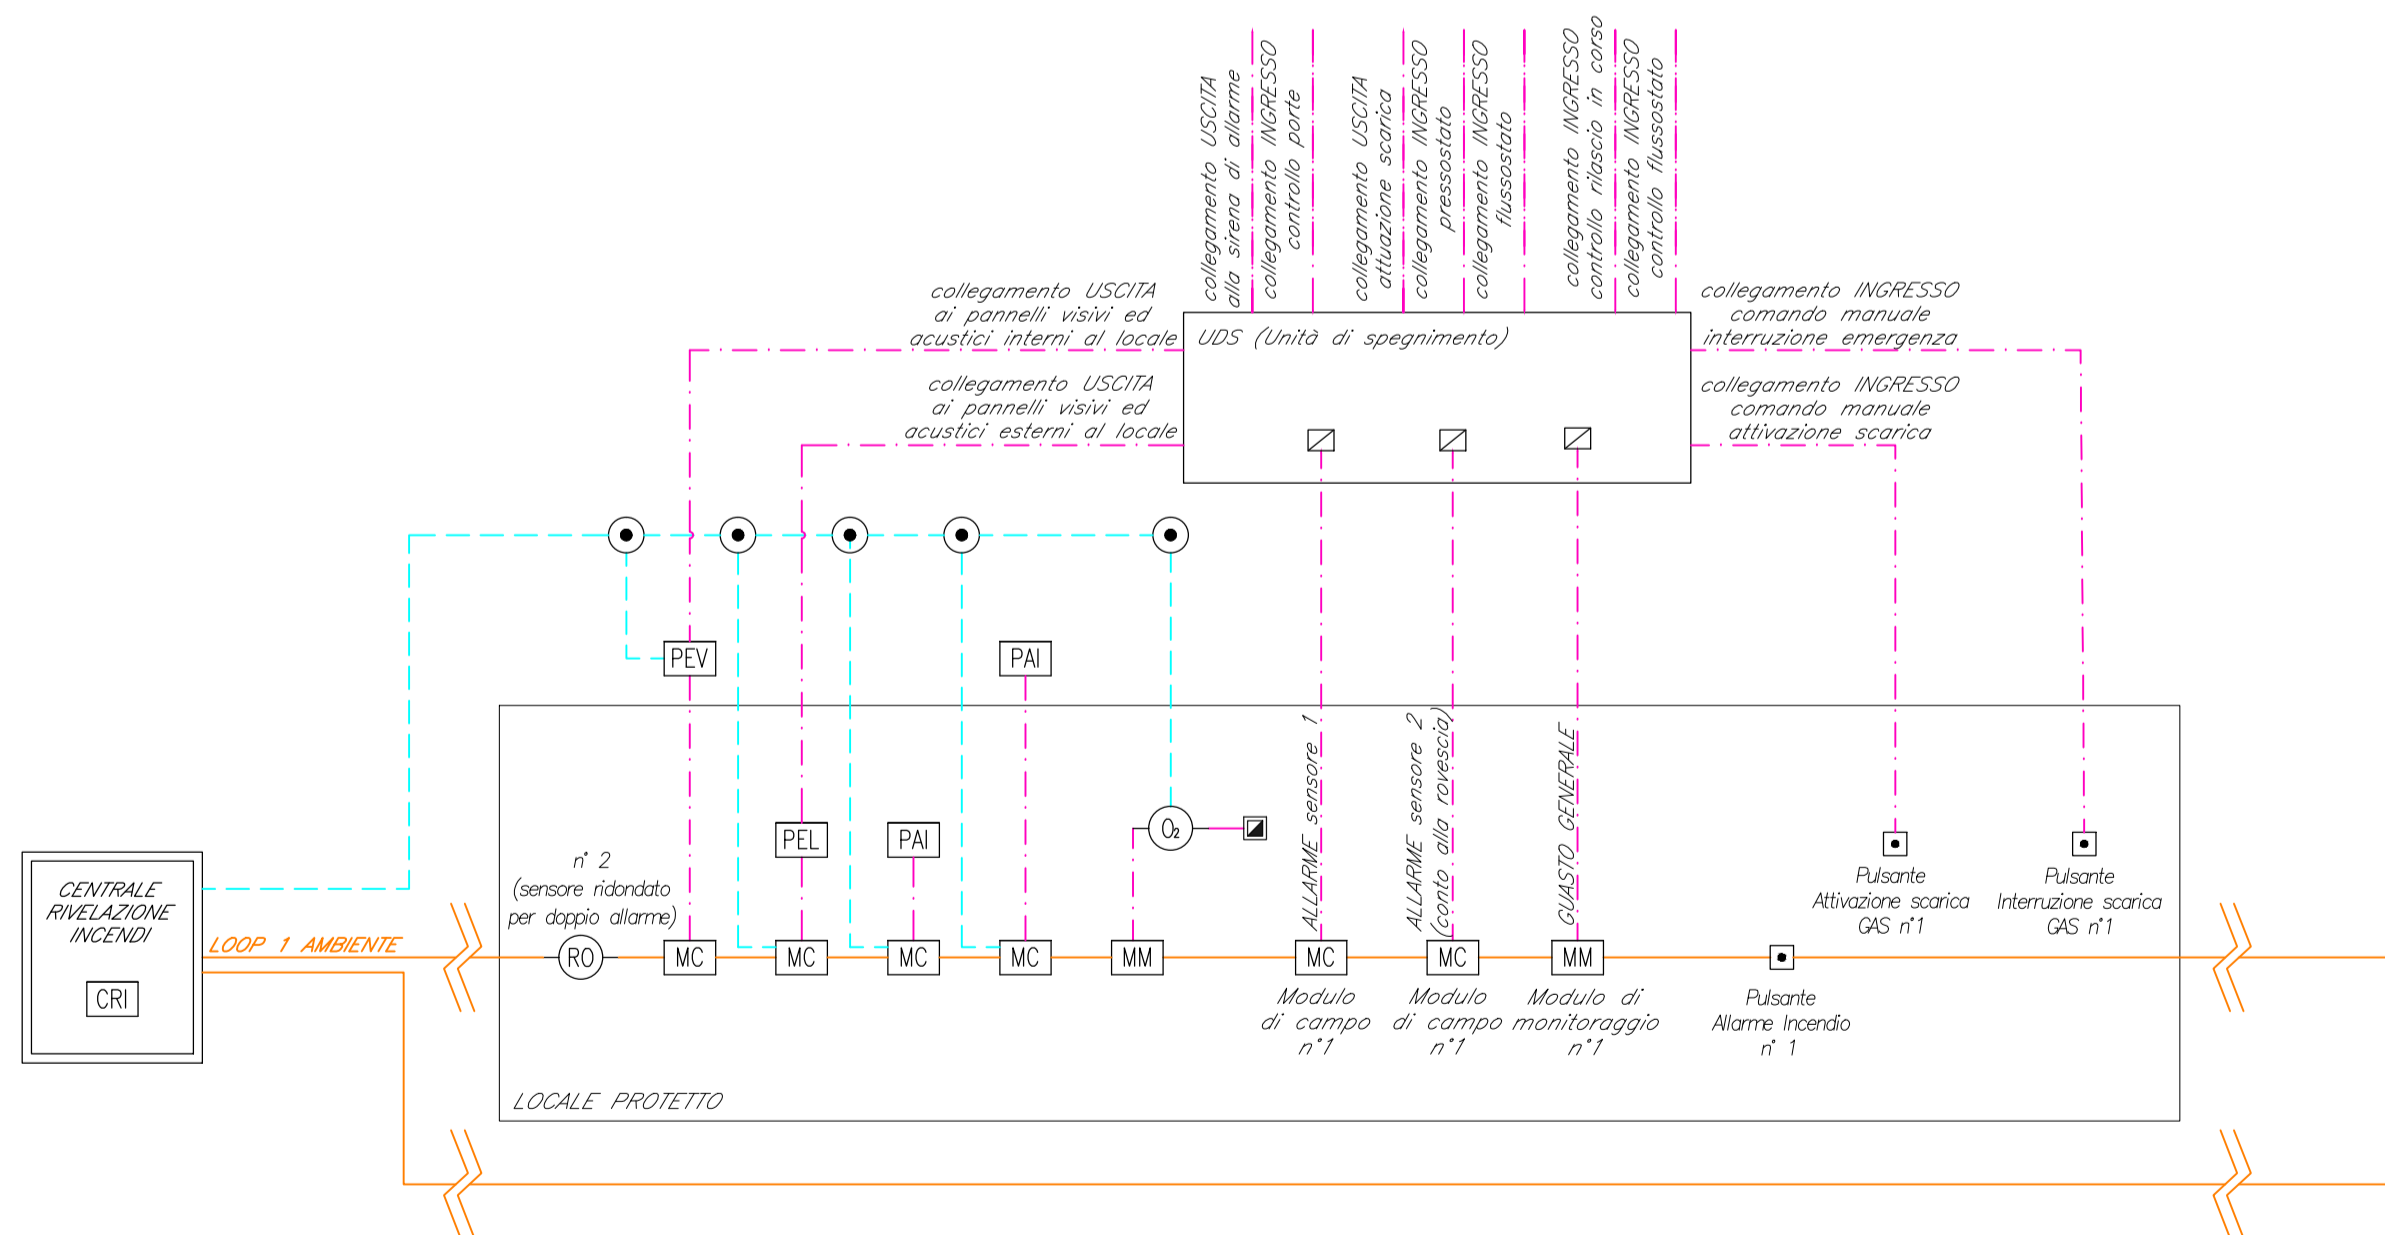 collegamento USCITA
alla sirena di allarme
collegamento INGRESSO
controllo porte
collegamento USCITA
attuazione scarica
collegamento INGRESSO
pressostato
collegamento INGRESSO
flussostato
collegamento INGRESSO
controllo rilascio in corso
collegamento INGRESSO
controllo flussostato
collegamento USCITA
ai pannelli visivi ed
acustici interni al locale
UDS (Unità di spegnimento)
collegamento INGRESSO
comando manuale
interruzione emergenza
collegamento USCITA
ai pannelli visivi ed
acustici esterni al locale
collegamento INGRESSO
comando manuale
attivazione scarica
PEV
PAI
PEL
PAI
O₂
ALLARME sensore 1
ALLARME sensore 2
(conto alla rovescia)
GUASTO GENERALE
Pulsante
Attivazione scarica
GAS n°1
Pulsante
Interruzione scarica
GAS n°1
CENTRALE
RIVELAZIONE
INCENDI
CRI
LOOP 1 AMBIENTE
n° 2
(sensore ridondato
per doppio allarme)
RO
MC
MC
MC
MC
MM
MC
MC
MM
Modulo
di campo
n°1
Modulo
di campo
n°1
Modulo di
monitoraggio
n°1
Pulsante
Allarme Incendio
n° 1
LOCALE PROTETTO